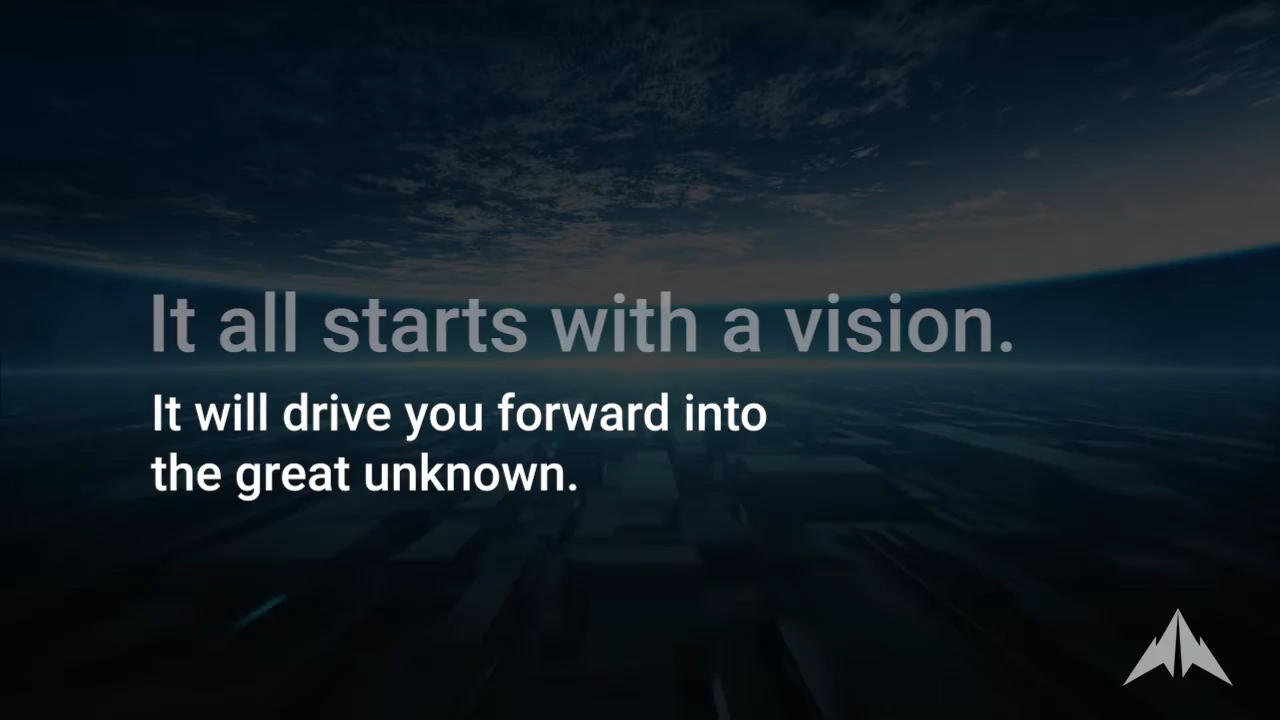 It all starts with a vision.
It will drive you forward into
the great unknown.